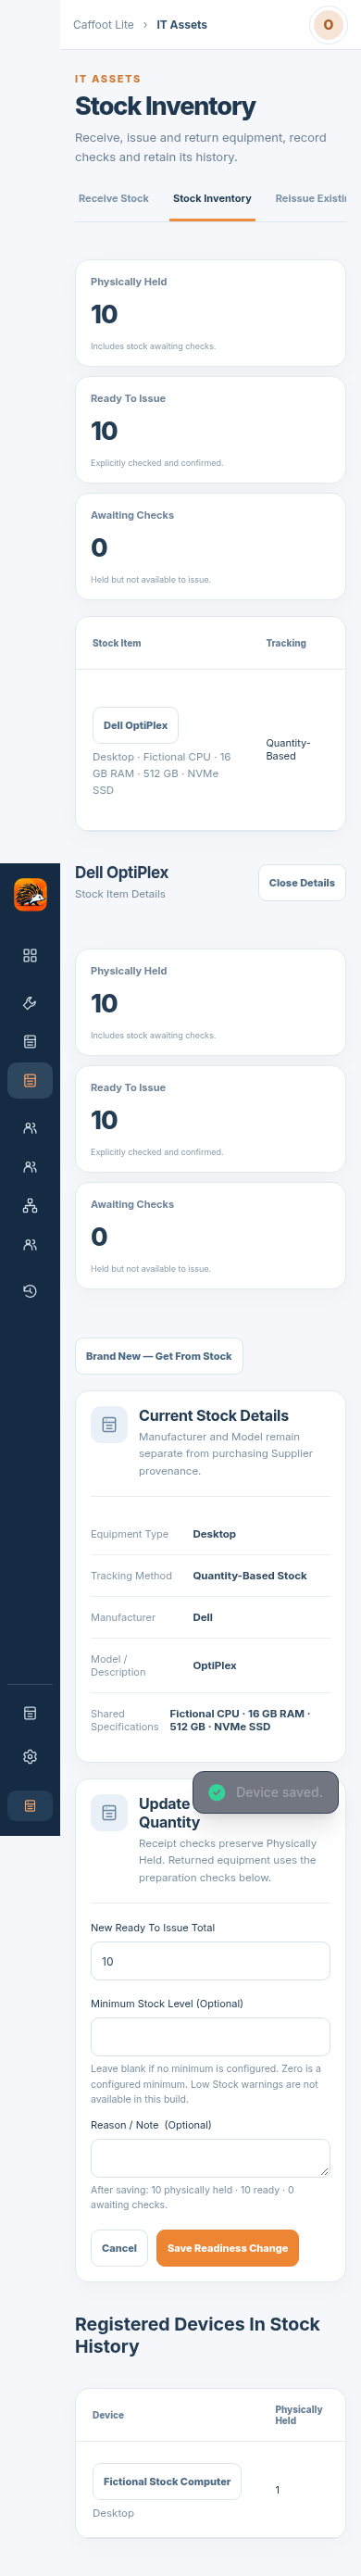 Caffoot Lite › IT Assets
O
IT ASSETS
Stock Inventory
Receive, issue and return equipment, record
checks and retain its history.
Receive Stock Stock Inventory Reissue Existin
Physically Held
10
Includes stock awaiting checks.
Ready To Issue
10
Explicitly checked and confirmed.
Awaiting Checks
0
Held but not available to issue.
Stock Item Tracking
Dell OptiPlex
Desktop · Fictional CPU · 16
GB RAM · 512 GB · NVMe
SSD
Quantity-
Based
Dell OptiPlex
Stock Item Details
Close Details
Physically Held
10
Includes stock awaiting checks.
Ready To Issue
10
Explicitly checked and confirmed.
Awaiting Checks
0
Held but not available to issue.
Brand New — Get From Stock
Current Stock Details
Manufacturer and Model remain
separate from purchasing Supplier
provenance.
Equipment Type Desktop
Tracking Method Quantity-Based Stock
Manufacturer Dell
Model /
Description
OptiPlex
Shared
Specifications
Fictional CPU · 16 GB RAM ·
512 GB · NVMe SSD
Device saved.
Update
Quantity
Receipt checks preserve Physically
Held. Returned equipment uses the
preparation checks below.
New Ready To Issue Total
10
Minimum Stock Level (Optional)
Leave blank if no minimum is configured. Zero is a
configured minimum. Low Stock warnings are not
available in this build.
Reason / Note (Optional)
After saving: 10 physically held · 10 ready · 0
awaiting checks.
Cancel Save Readiness Change
Registered Devices In Stock
History
Device
Physically
Held
Fictional Stock Computer
Desktop
1